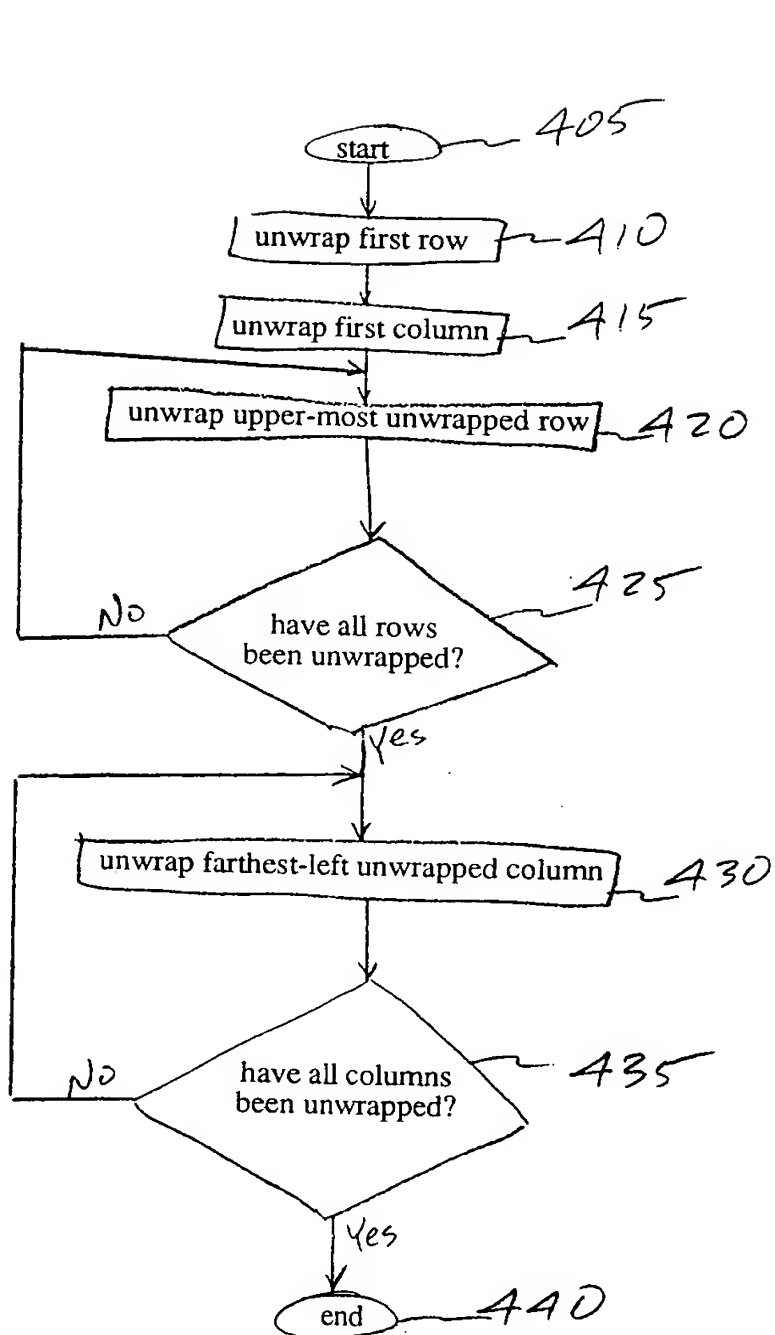 405
start
unwrap first row
410
unwrap first column
415
unwrap upper-most unwrapped row
420
425
have all rows
been unwrapped?
No
Yes
unwrap farthest-left unwrapped column
430
have all columns
been unwrapped?
435
No
Yes
end
440